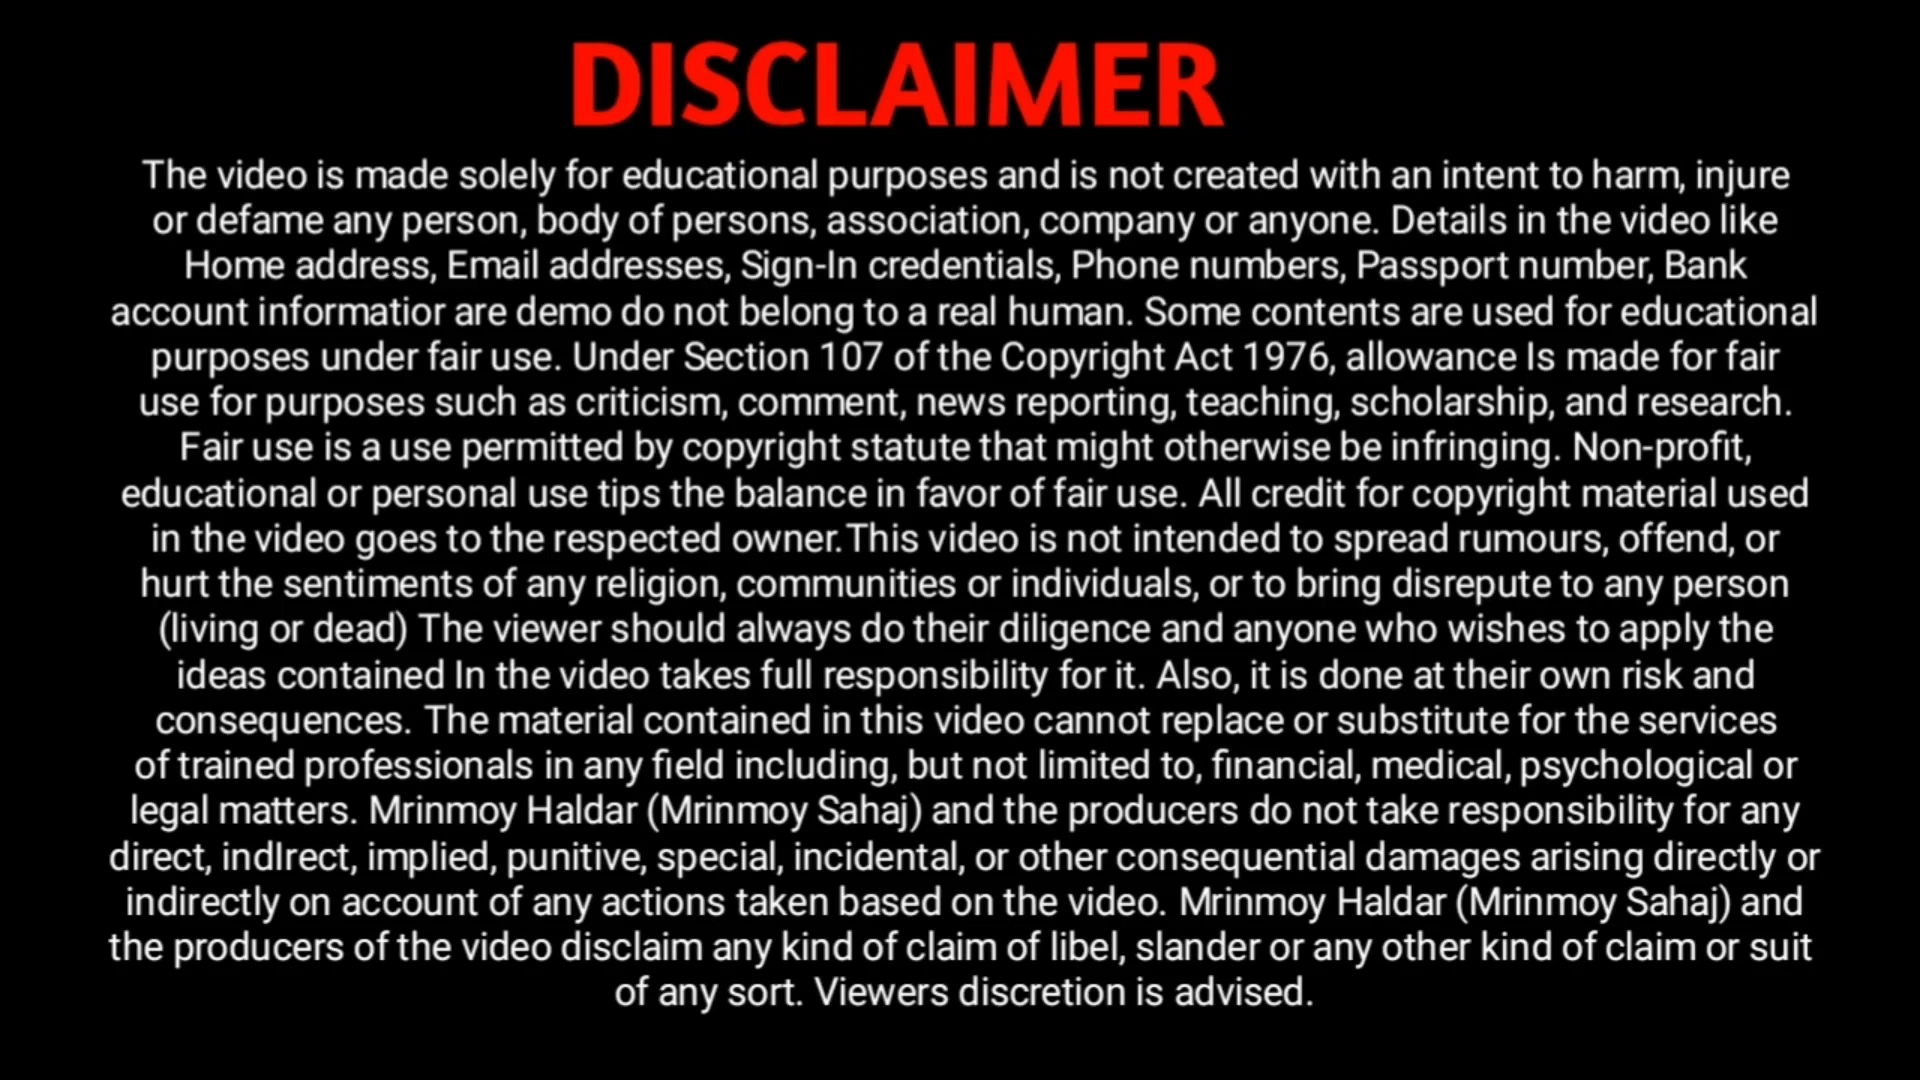 DISCLAIMER
The video is made solely for educational purposes and is not created with an intent to harm, injure
or defame any person, body of persons, association, company or anyone. Details in the video like
Home address, Email addresses, Sign-In credentials, Phone numbers, Passport number, Bank
account informatior are demo do not belong to a real human. Some contents are used for educational
purposes under fair use. Under Section 107 of the Copyright Act 1976, allowance Is made for fair
use for purposes such as criticism, comment, news reporting, teaching, scholarship, and research.
Fair use is a use permitted by copyright statute that might otherwise be infringing. Non-profit,
educational or personal use tips the balance in favor of fair use. All credit for copyright material used
in the video goes to the respected owner.This video is not intended to spread rumours, offend, or
hurt the sentiments of any religion, communities or individuals, or to bring disrepute to any person
(living or dead) The viewer should always do their diligence and anyone who wishes to apply the
ideas contained In the video takes full responsibility for it. Also, it is done at their own risk and
consequences. The material contained in this video cannot replace or substitute for the services
of trained professionals in any field including, but not limited to, financial, medical, psychological or
legal matters. Mrinmoy Haldar (Mrinmoy Sahaj) and the producers do not take responsibility for any
direct, indIrect, implied, punitive, special, incidental, or other consequential damages arising directly or
indirectly on account of any actions taken based on the video. Mrinmoy Haldar (Mrinmoy Sahaj) and
the producers of the video disclaim any kind of claim of libel, slander or any other kind of claim or suit
of any sort. Viewers discretion is advised.